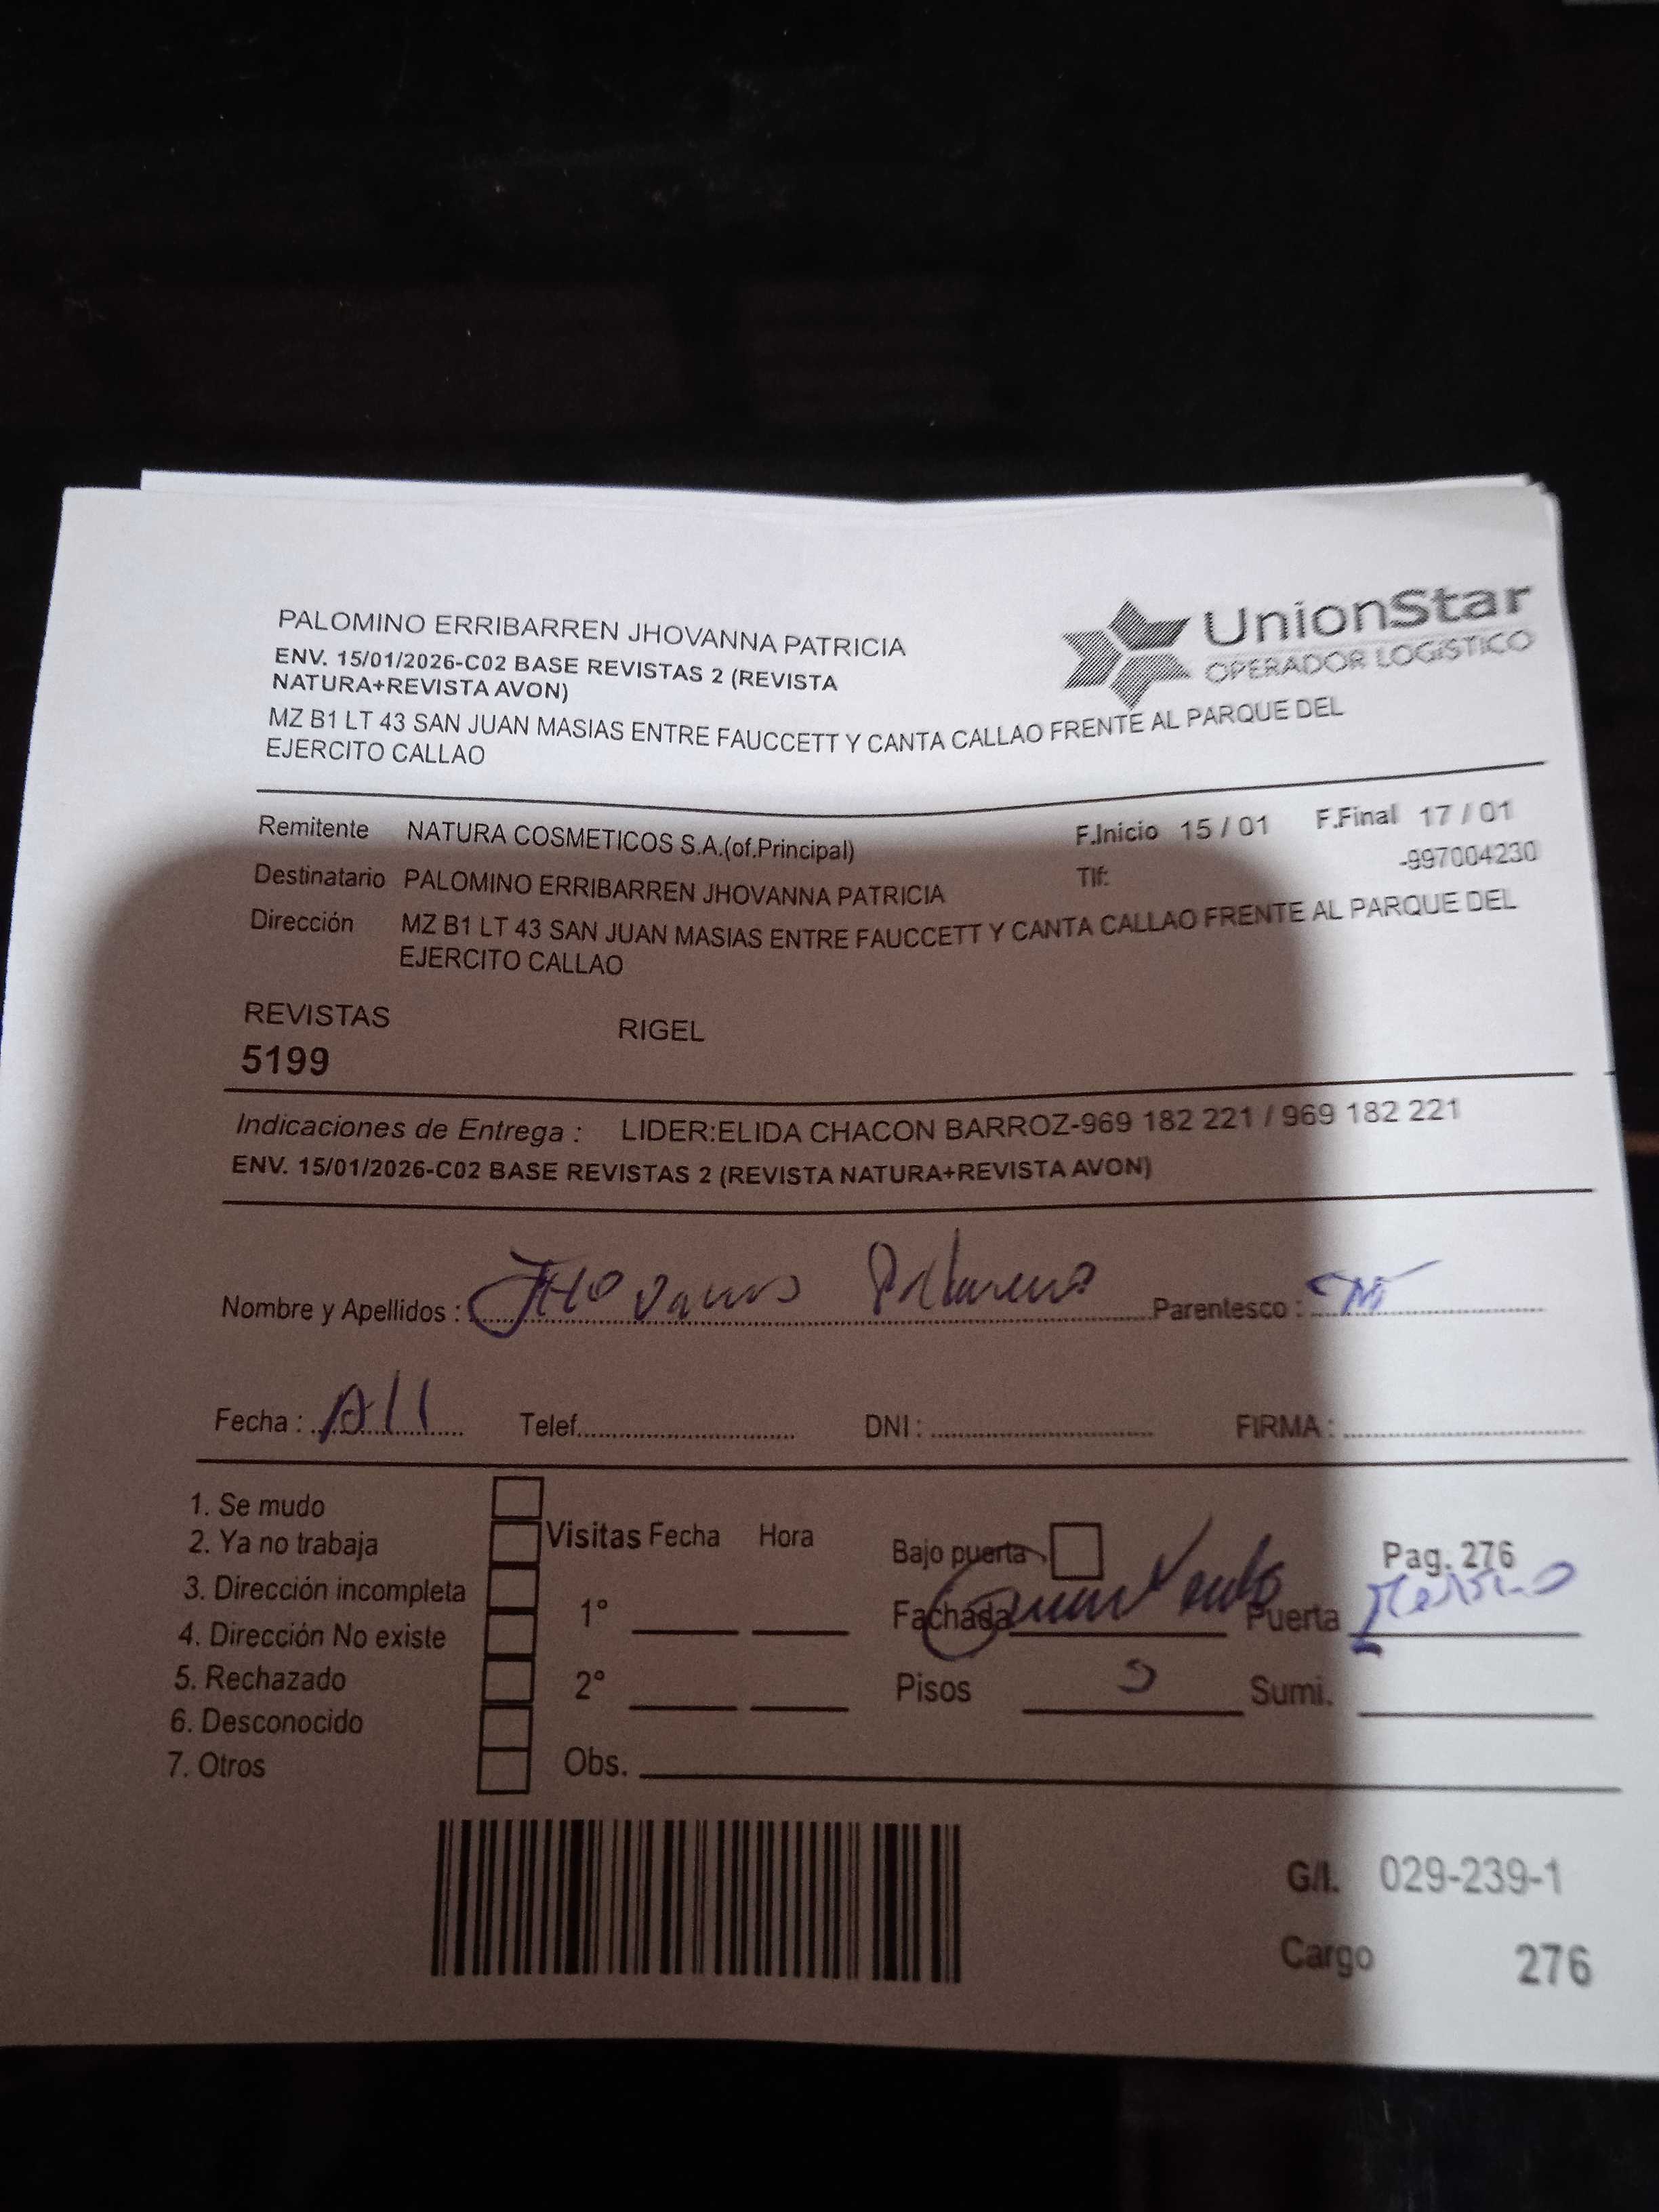 PALOMINO ERRIBARREN JHOVANNA PATRICIA
UnionStar
OPERADOR LOGÍSTICO
ENV. 15/01/2026-C02 BASE REVISTAS 2 (REVISTA
NATURA+REVISTA AVON)
MZ B1 LT 43 SAN JUAN MASIAS ENTRE FAUCCETT Y CANTA CALLAO FRENTE AL PARQUE DEL
EJERCITO CALLAO
Remitente NATURA COSMETICOS S.A.(of.Principal) F.Inicio 15 / 01 F.Final 17 / 01
Destinatario PALOMINO ERRIBARREN JHOVANNA PATRICIA Tlf: -997004230
Dirección MZ B1 LT 43 SAN JUAN MASIAS ENTRE FAUCCETT Y CANTA CALLAO FRENTE AL PARQUE DEL
EJERCITO CALLAO
REVISTAS RIGEL
5199
Indicaciones de Entrega : LIDER:ELIDA CHACON BARROZ-969 182 221 / 969 182 221
ENV. 15/01/2026-C02 BASE REVISTAS 2 (REVISTA NATURA+REVISTA AVON)
Nombre y Apellidos : Parentesco :
Fecha : Telef. DNI : FIRMA :
1. Se mudo
2. Ya no trabaja
3. Dirección incompleta
4. Dirección No existe
5. Rechazado
6. Desconocido
7. Otros
Visitas Fecha Hora
1°
2°
Obs.
Bajo puerta Pag. 276
Fachada Puerta
Pisos Sumi.
G/I. 029-239-1
Cargo 276